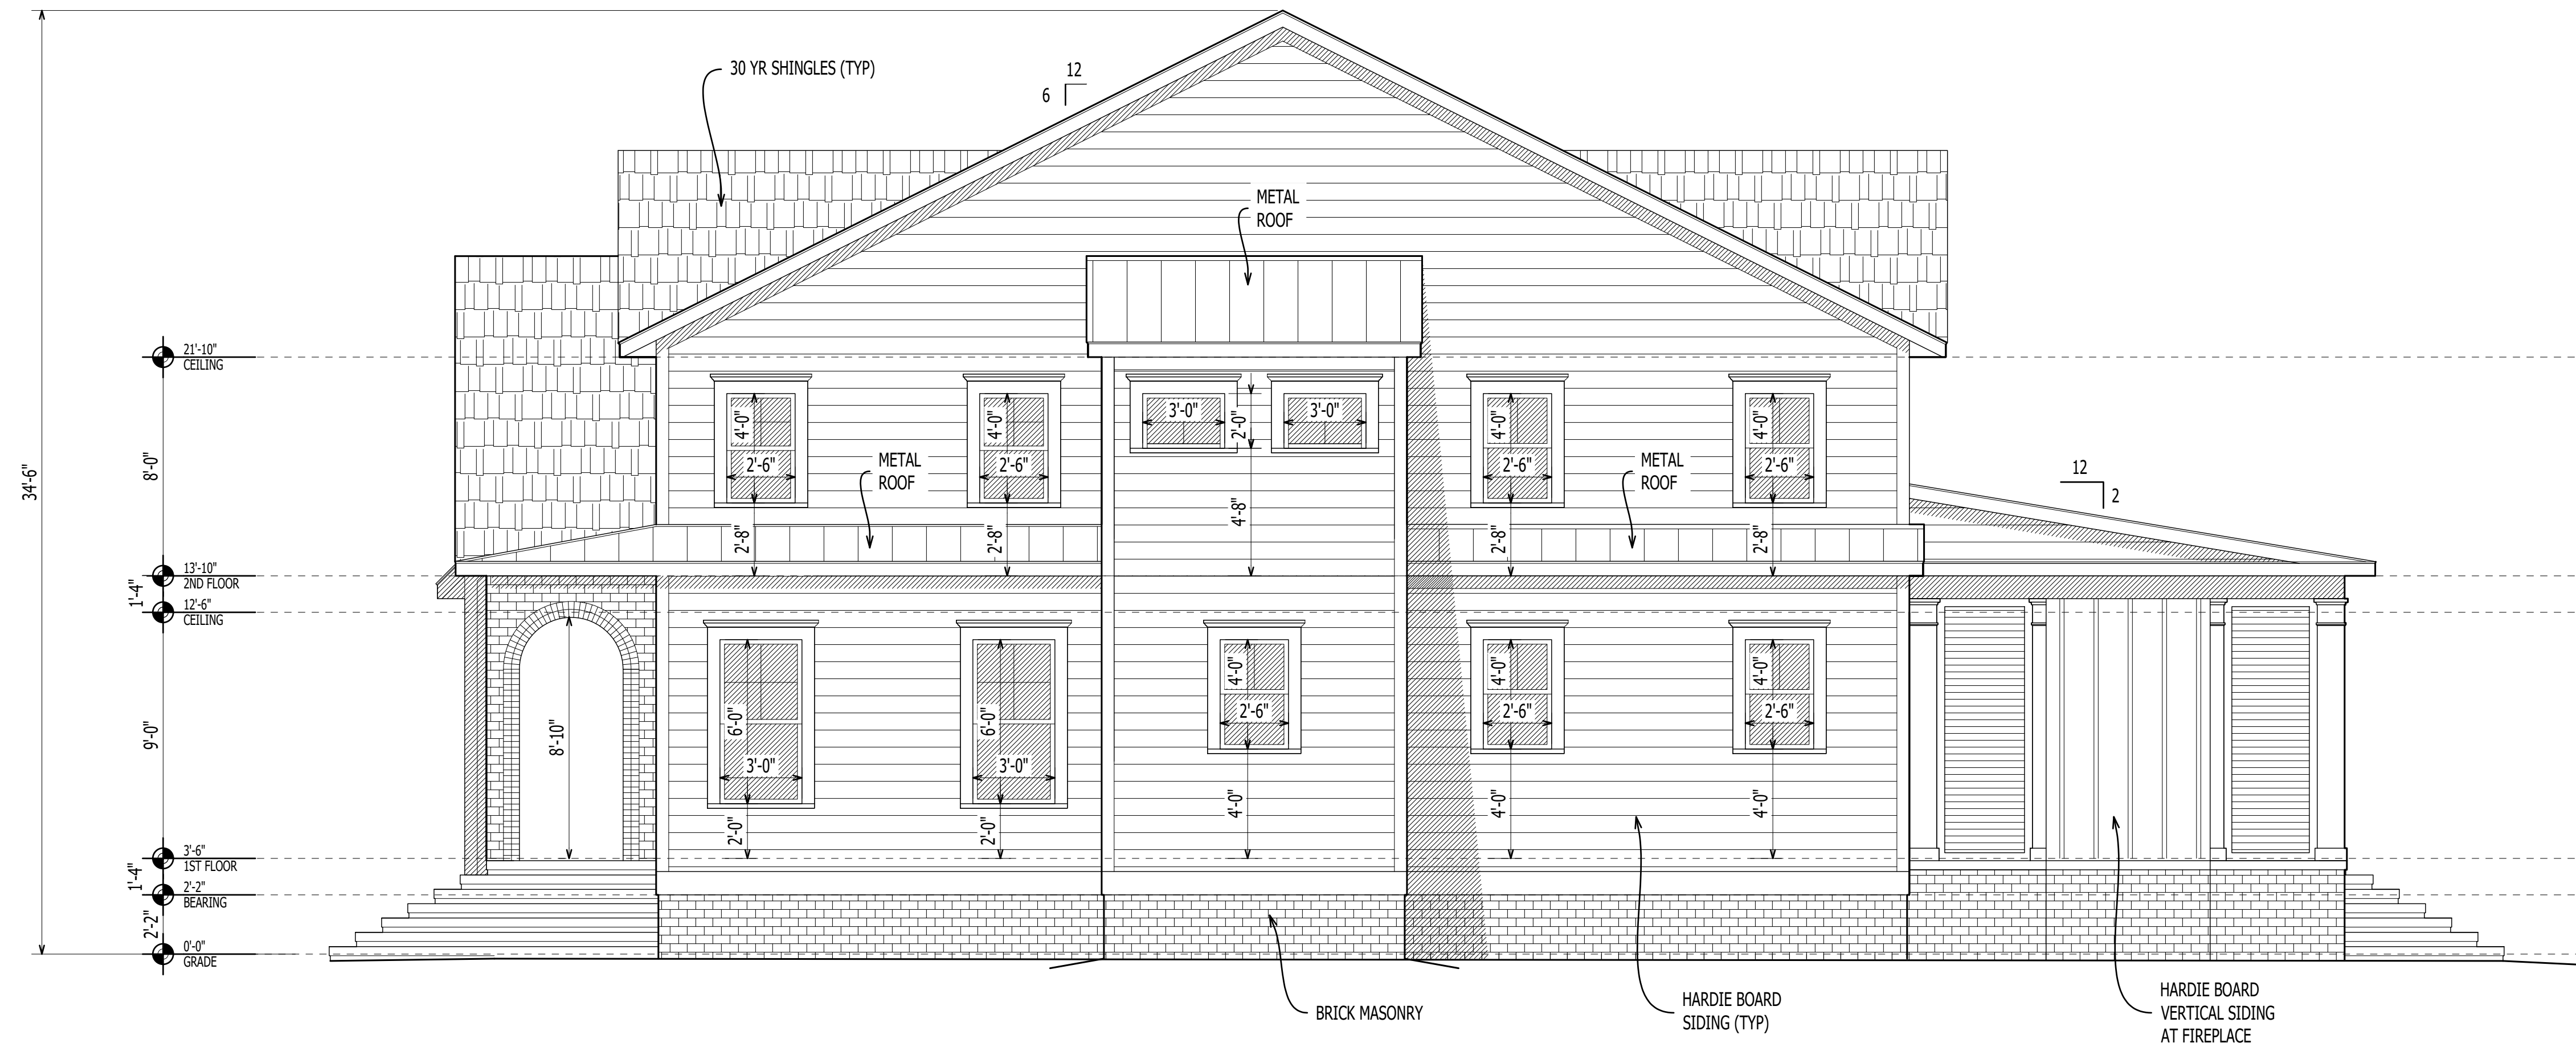 34'-6"
30 YR SHINGLES (TYP)
12
6
METAL
ROOF
21'-10"
CEILING
8'-0"
3'-0"
3'-0"
2'-0"
4'-0"
4'-0"
4'-0"
4'-0"
2'-6"
2'-6"
2'-6"
2'-6"
METAL
ROOF
METAL
ROOF
12
2
4'-8"
2'-8"
2'-8"
2'-8"
2'-8"
13'-10"
2ND FLOOR
1'-4"
12'-6"
CEILING
9'-0"
8'-10"
6'-0"
6'-0"
4'-0"
4'-0"
4'-0"
2'-6"
2'-6"
2'-6"
3'-0"
3'-0"
2'-0"
2'-0"
4'-0"
4'-0"
4'-0"
3'-6"
1ST FLOOR
1'-4"
2'-2"
BEARING
2'-2"
0'-0"
GRADE
BRICK MASONRY
HARDIE BOARD
SIDING (TYP)
HARDIE BOARD
VERTICAL SIDING
AT FIREPLACE